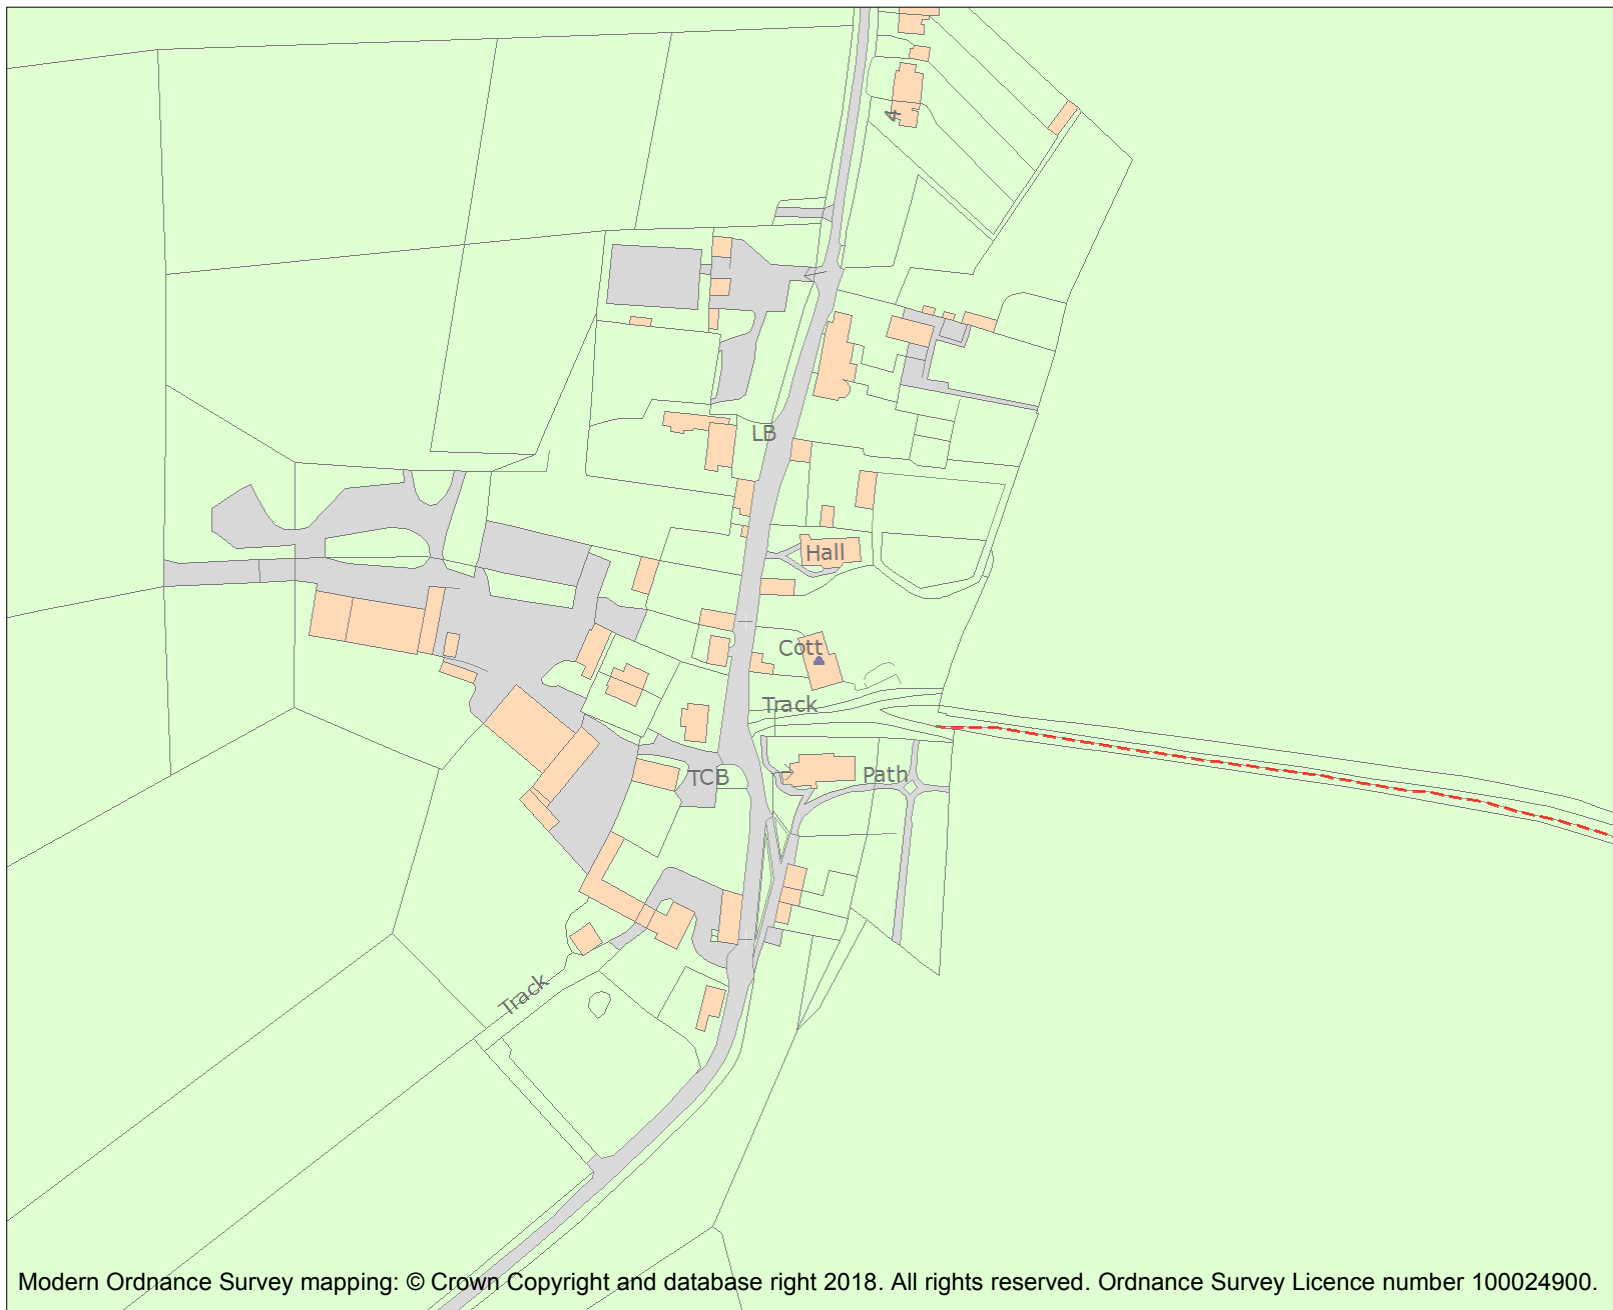 4
LB
Hall
Cott
Track
TCB
Path
Track
Modern Ordnance Survey mapping: © Crown Copyright and database right 2018. All rights reserved. Ordnance Survey Licence number 100024900.